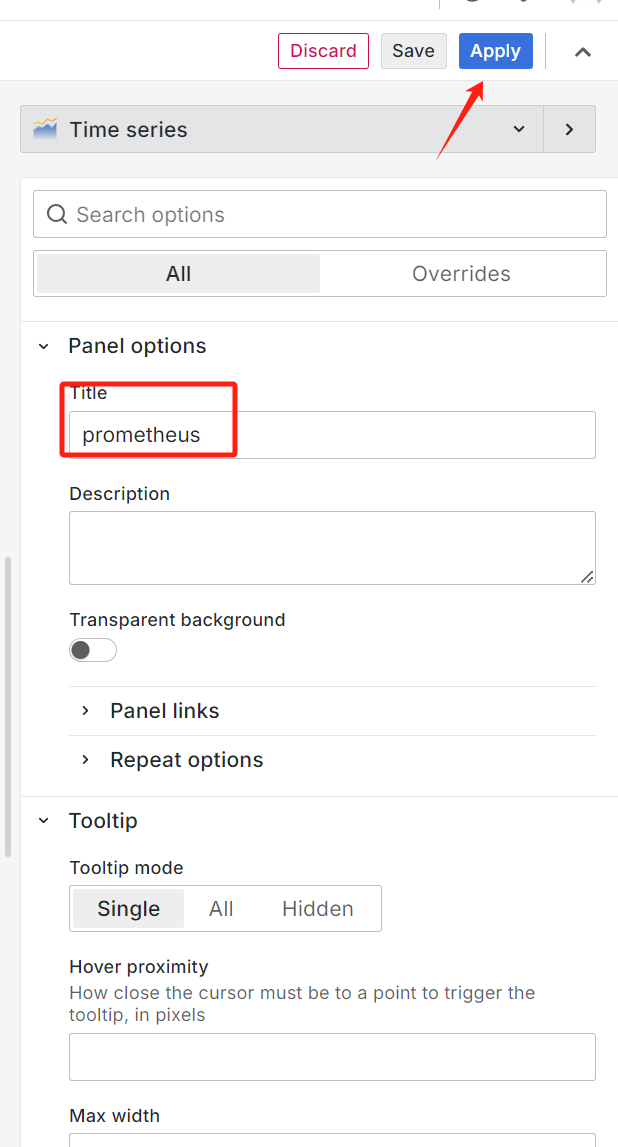 Discard Save Apply
Time series
Search options
All Overrides
Panel options
Title
prometheus
Description
Transparent background
Panel links
Repeat options
Tooltip
Tooltip mode
Single All Hidden
Hover proximity
How close the cursor must be to a point to trigger the
tooltip, in pixels
Max width